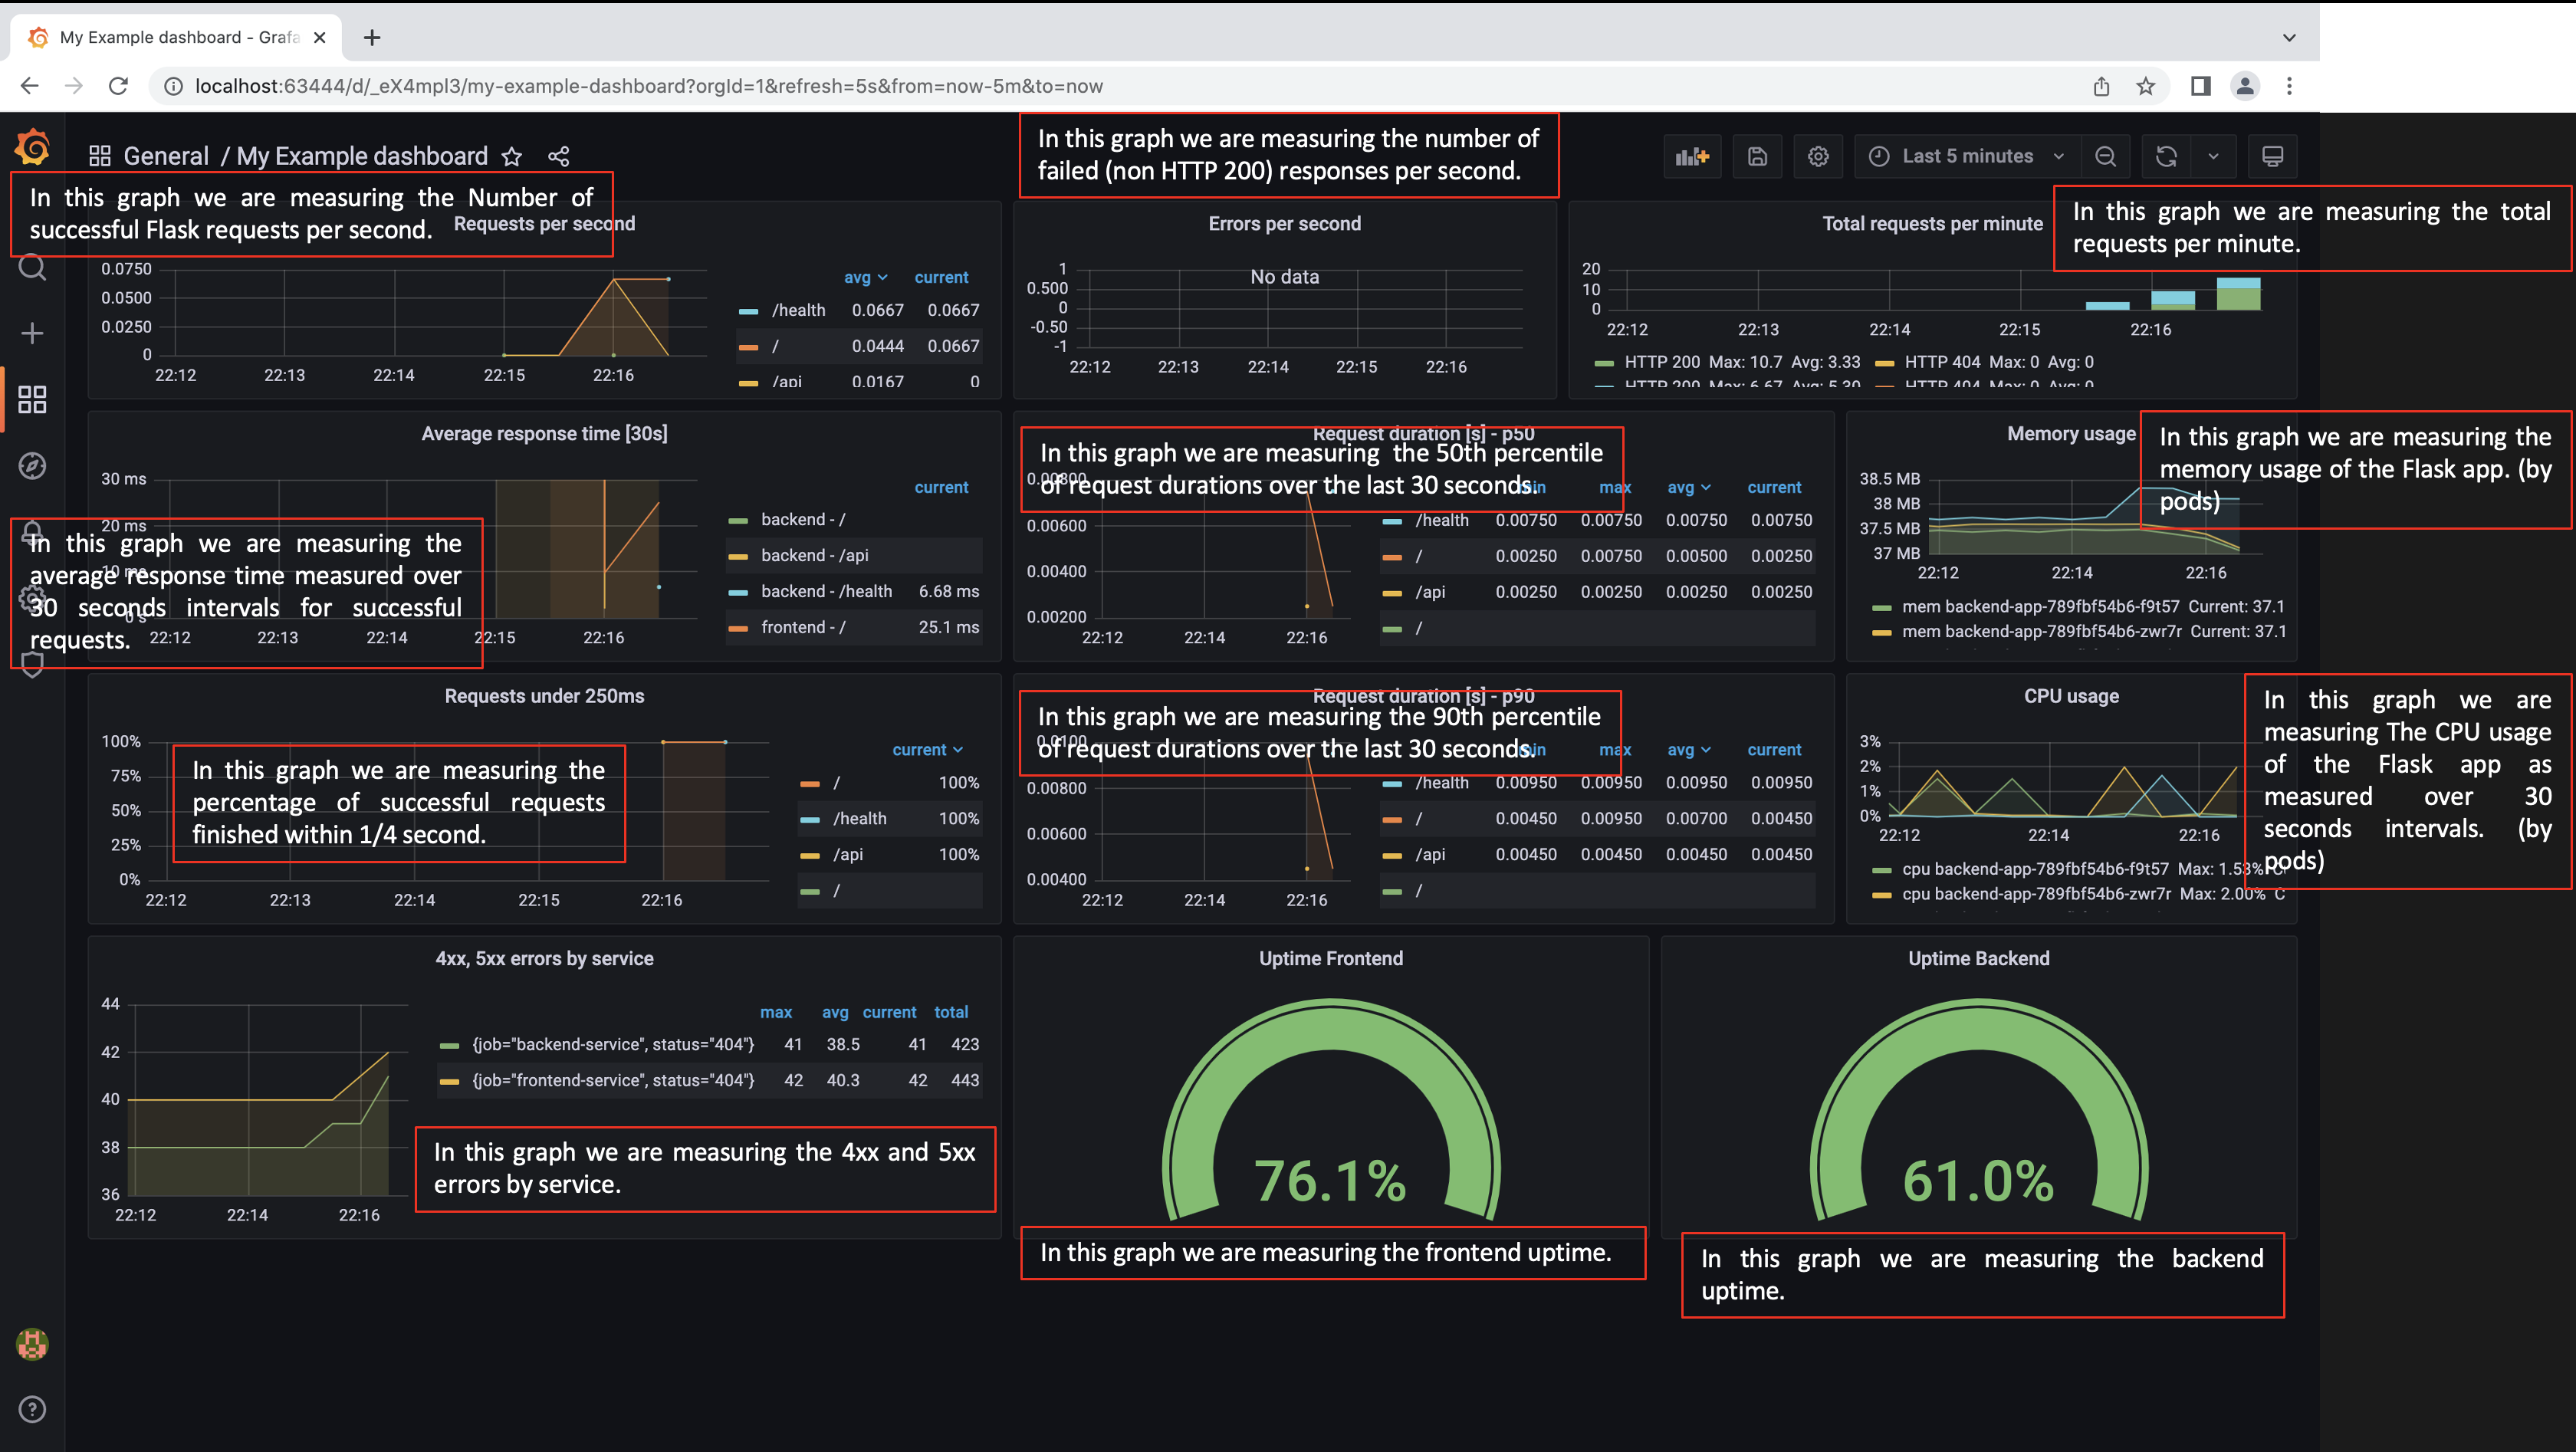 My Example dashboard - Grafa
localhost:63444/d/_eX4mpl3/my-example-dashboard?orgId=1&refresh=5s&from=now-5m&to=now
General / My Example dashboard
Last 5 minutes
In this graph we are measuring the Number of
successful Flask requests per second.
Requests per second
0.0750
0.0500
0.0250
0
22:12 22:13 22:14 22:15 22:16
avg current
/health 0.0667 0.0667
/ 0.0444 0.0667
/api 0.0167 0
In this graph we are measuring the number of
failed (non HTTP 200) responses per second.
Errors per second
No data
1
0.500
0
-0.50
-1
22:12 22:13 22:14 22:15 22:16
In this graph we are measuring the total
requests per minute.
Total requests per minute
20
10
0
22:12 22:13 22:14 22:15 22:16
HTTP 200 Max: 10.7 Avg: 3.33 HTTP 404 Max: 0 Avg: 0
HTTP 200 Max: 6.67 Avg: 5.30 HTTP 404 Max: 0 Avg: 0
Average response time [30s]
30 ms
20 ms
10 ms
0 s
22:12 22:13 22:14 22:15 22:16
current
backend - /
backend - /api
backend - /health 6.68 ms
frontend - / 25.1 ms
In this graph we are measuring the
average response time measured over
30 seconds intervals for successful
requests.
Request duration [s] - p50
In this graph we are measuring the 50th percentile
of request durations over the last 30 seconds.
0.00800
0.00600
0.00400
0.00200
22:12 22:14 22:16
min max avg current
/health 0.00750 0.00750 0.00750 0.00750
/ 0.00250 0.00750 0.00500 0.00250
/api 0.00250 0.00250 0.00250 0.00250
/
Memory usage
In this graph we are measuring the
memory usage of the Flask app. (by
pods)
38.5 MB
38 MB
37.5 MB
37 MB
22:12 22:14 22:16
mem backend-app-789fbf54b6-f9t57 Current: 37.1
mem backend-app-789fbf54b6-zwr7r Current: 37.1
Requests under 250ms
100%
75%
50%
25%
0%
22:12 22:13 22:14 22:15 22:16
current
/ 100%
/health 100%
/api 100%
/
In this graph we are measuring the
percentage of successful requests
finished within 1/4 second.
Request duration [s] - p90
In this graph we are measuring the 90th percentile
of request durations over the last 30 seconds.
0.0100
0.00800
0.00600
0.00400
22:12 22:14 22:16
min max avg current
/health 0.00950 0.00950 0.00950 0.00950
/ 0.00450 0.00950 0.00700 0.00450
/api 0.00450 0.00450 0.00450 0.00450
/
CPU usage
3%
2%
1%
0%
22:12 22:14 22:16
cpu backend-app-789fbf54b6-f9t57 Max: 1.53% C
cpu backend-app-789fbf54b6-zwr7r Max: 2.00% C
In this graph we are
measuring The CPU usage
of the Flask app as
measured over 30
seconds intervals. (by
pods)
4xx, 5xx errors by service
44
42
40
38
36
22:12 22:14 22:16
max avg current total
{job="backend-service", status="404"} 41 38.5 41 423
{job="frontend-service", status="404"} 42 40.3 42 443
In this graph we are measuring the 4xx and 5xx
errors by service.
Uptime Frontend
76.1%
In this graph we are measuring the frontend uptime.
Uptime Backend
61.0%
In this graph we are measuring the backend
uptime.